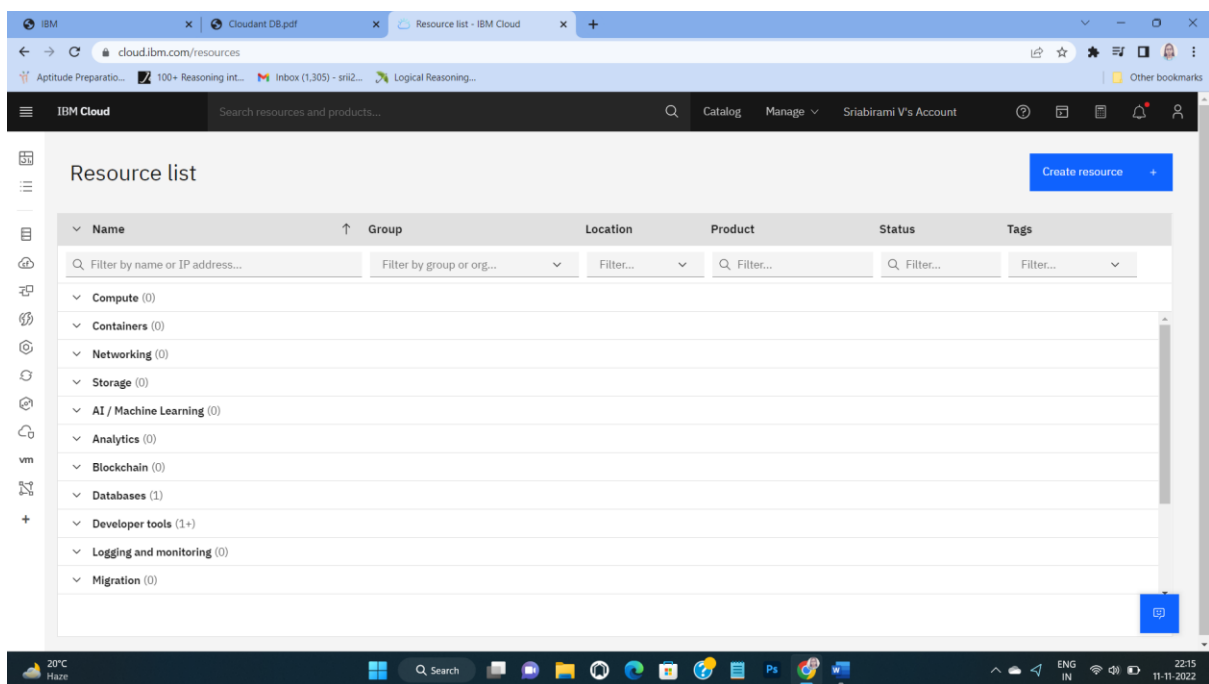 IBM
Cloudant DB.pdf
Resource list - IBM Cloud
cloud.ibm.com/resources
Aptitude Preparatio...
100+ Reasoning int...
Inbox (1,305) - srii2...
Logical Reasoning...
Other bookmarks
IBM Cloud
Search resources and products...
Catalog
Manage
Sriabirami V's Account
Resource list
Create resource +
Name
Group
Location
Product
Status
Tags
Filter by name or IP address...
Filter by group or org...
Filter...
Filter...
Filter...
Filter...
Compute (0)
Containers (0)
Networking (0)
Storage (0)
AI / Machine Learning (0)
Analytics (0)
vm
Blockchain (0)
Databases (1)
Developer tools (1+)
Logging and monitoring (0)
Migration (0)
20°C
Haze
Search
Ps
ENG
IN
22:15
11-11-2022